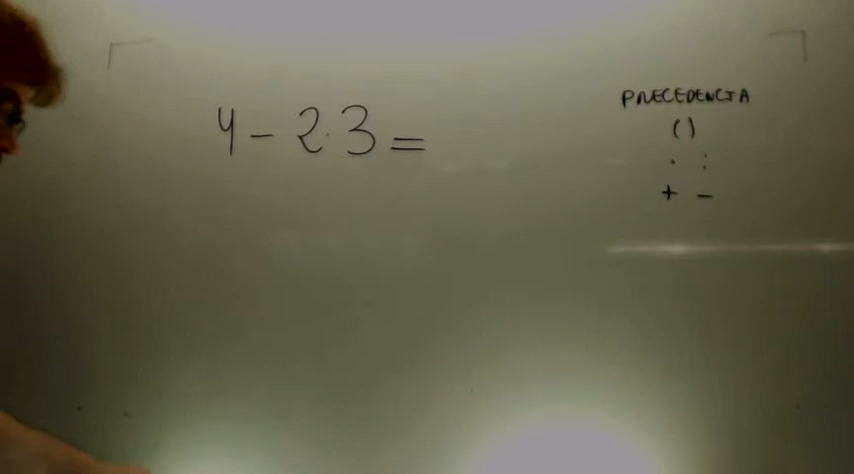 4 - 2 · 3 =
PRECEDENCIA
( )
· :
+ -